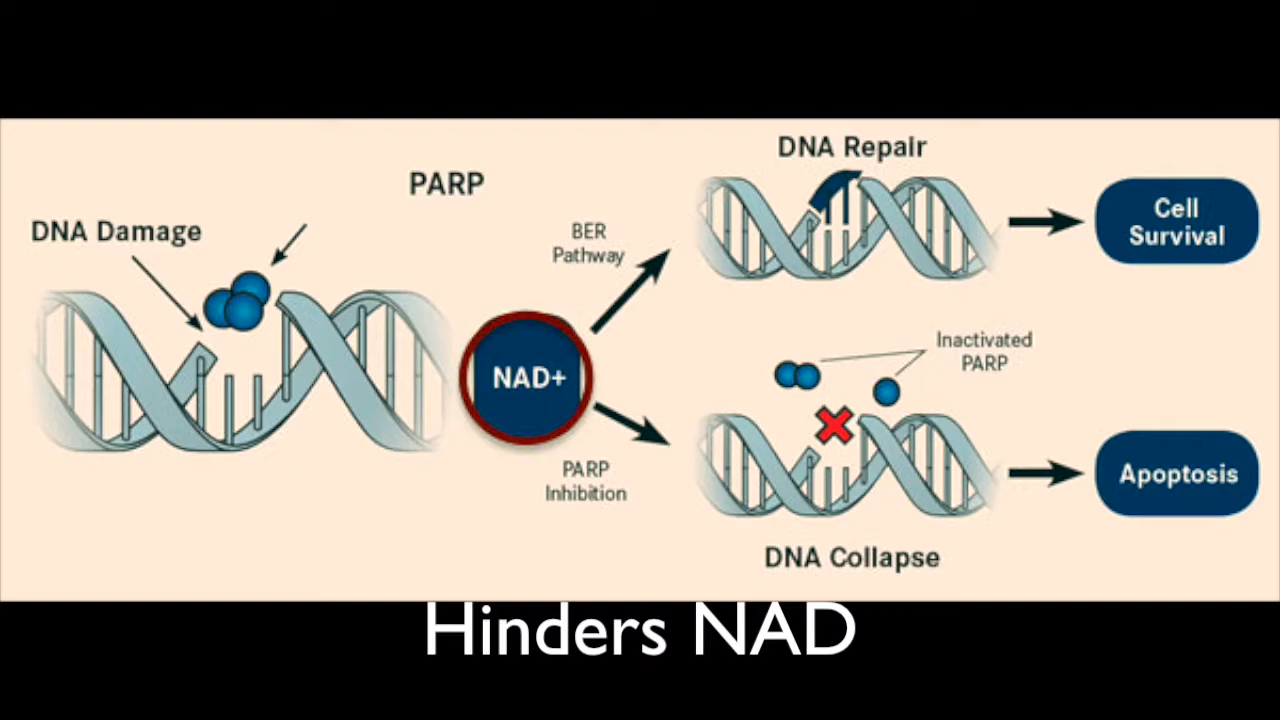 DNA Repair
PARP
Cell
Survival
DNA Damage
BER
Pathway
Inactivated
PARP
NAD+
PARP
Inhibition
Apoptosis
DNA Collapse
Hinders NAD